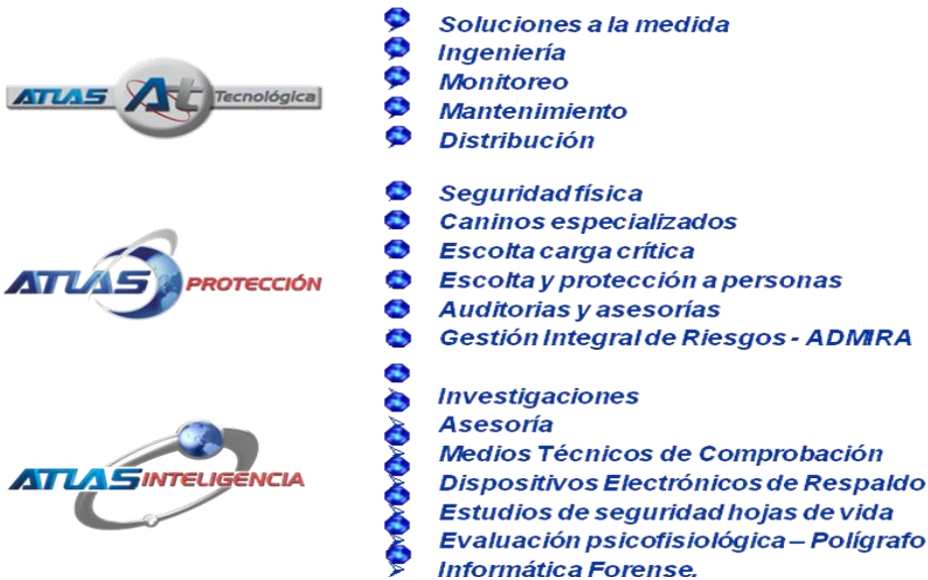 ATLAS At Tecnológica
Soluciones a la medida
Ingeniería
Monitoreo
Mantenimiento
Distribución
ATLAS PROTECCIÓN
Seguridad física
Caninos especializados
Escolta carga crítica
Escolta y protección a personas
Auditorias y asesorías
Gestión Integral de Riesgos - ADMIRA
ATLAS INTELIGENCIA
Investigaciones
Asesoría
Medios Técnicos de Comprobación
Dispositivos Electrónicos de Respaldo
Estudios de seguridad hojas de vida
Evaluación psicofisiológica – Polígrafo
Informática Forense.